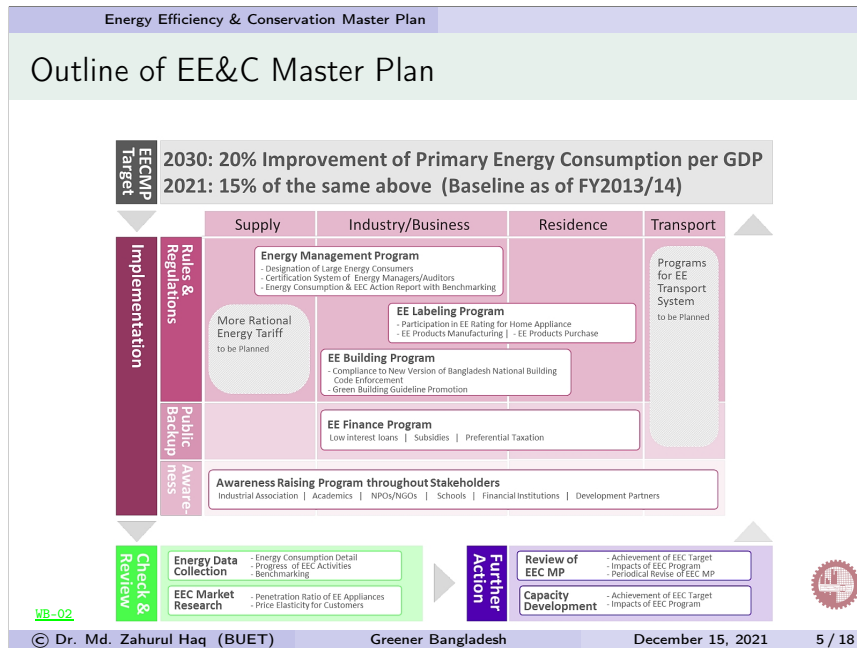 Energy Efficiency & Conservation Master Plan
Outline of EE&C Master Plan
EECMP
Target
2030: 20% Improvement of Primary Energy Consumption per GDP
2021: 15% of the same above (Baseline as of FY2013/14)
Supply
Industry/Business
Residence
Transport
Implementation
Rules &
Regulations
Energy Management Program
- Designation of Large Energy Consumers
- Certification System of Energy Managers/Auditors
- Energy Consumption & EEC Action Report with Benchmarking
More Rational
Energy Tariff
to be Planned
EE Labeling Program
- Participation in EE Rating for Home Appliance
- EE Products Manufacturing | - EE Products Purchase
EE Building Program
- Compliance to New Version of Bangladesh National Building
Code Enforcement
- Green Building Guideline Promotion
Programs
for EE
Transport
System
to be Planned
Public
Backup
EE Finance Program
Low interest loans | Subsidies | Preferential Taxation
Aware-
ness
Awareness Raising Program throughout Stakeholders
Industrial Association | Academics | NPOs/NGOs | Schools | Financial Institutions | Development Partners
Check &
Review
Energy Data
Collection
- Energy Consumption Detail
- Progress of EEC Activities
- Benchmarking
EEC Market
Research
- Penetration Ratio of EE Appliances
- Price Elasticity for Customers
Further
Action
Review of
EEC MP
- Achievement of EEC Target
- Impacts of EEC Program
- Periodical Revise of EEC MP
Capacity
Development
- Achievement of EEC Target
- Impacts of EEC Program
WB-02
© Dr. Md. Zahurul Haq (BUET)
Greener Bangladesh
December 15, 2021
5 / 18